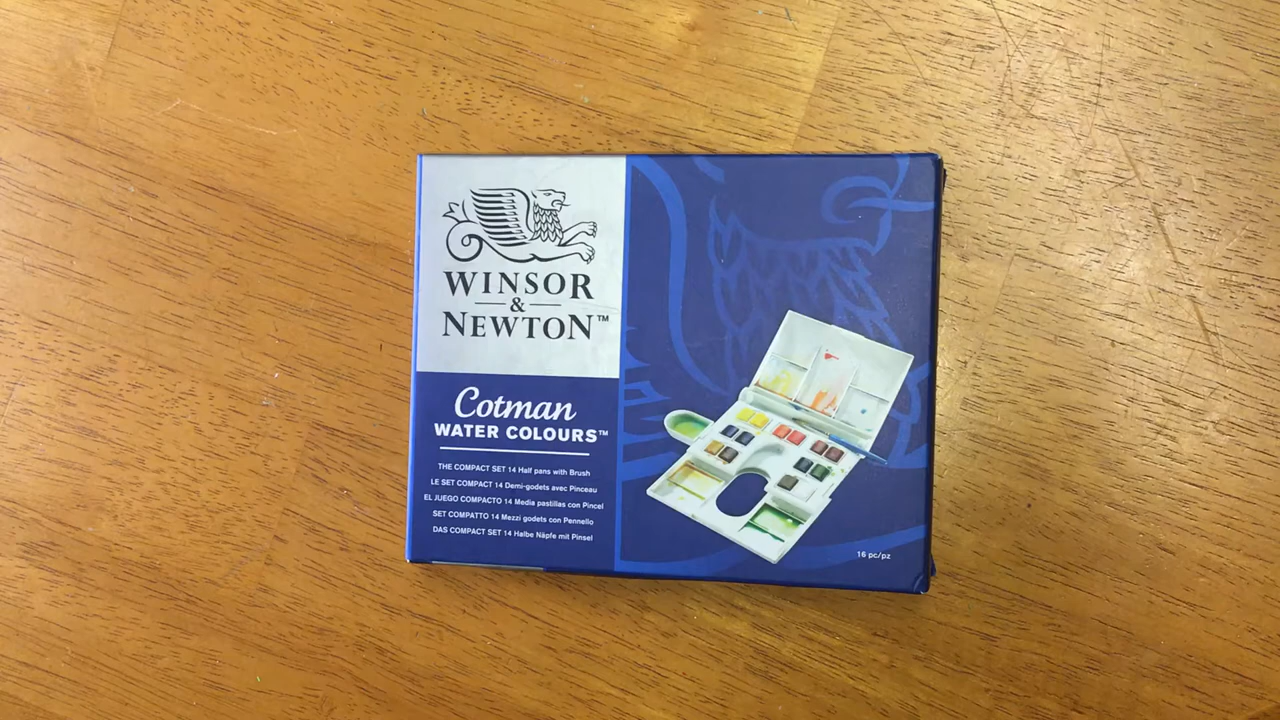 WINSOR
&
NEWTON™
Cotman
WATER COLOURS™
THE COMPACT SET 14 Half pans with Brush
LE SET COMPACT 14 Demi-godets avec Pinceau
EL JUEGO COMPACTO 14 Media pastillas con Pincel
SET COMPATTO 14 Mezzi godets con Pennello
DAS COMPACT SET 14 Halbe Näpfe mit Pinsel
16 pc/pz